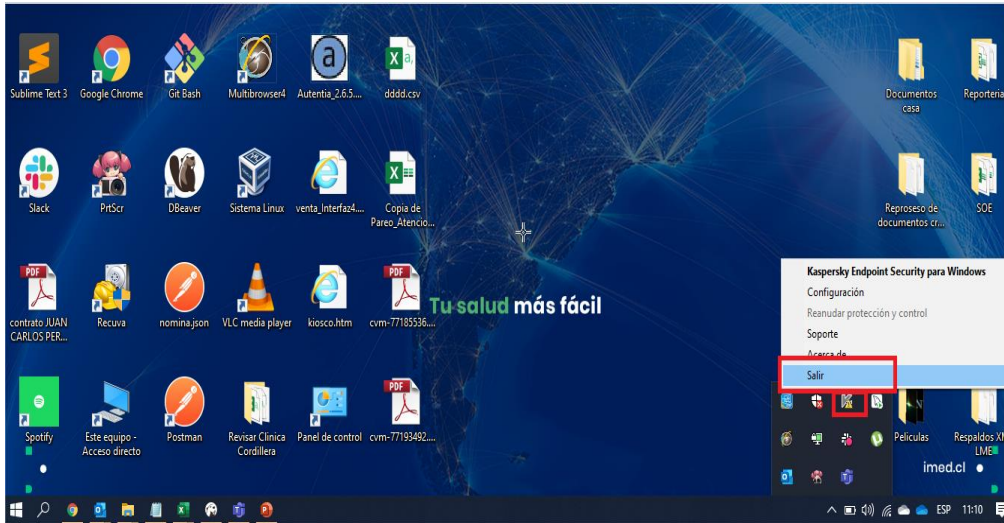 Sublime Text 3
Google Chrome
Git Bash
Multibrowser4
Autentia_2.6.5....
dddd.csv
Documentos
casa
Reporteria
Slack
PrtScr
DBeaver
Sistema Linux
venta_Interfaz4....
Copia de
Pareo_Atencio...
Reproseso de
documentos cr...
SOE
PDF
contrato JUAN
CARLOS PER...
Recuva
nomina.json
VLC media player
kiosco.htm
PDF
cvm-77185536....
Tu salud más fácil
Kaspersky Endpoint Security para Windows
Configuración
Reanudar protección y control
Soporte
Acerca de
Salir
Spotify
Este equipo -
Acceso directo
Postman
Revisar Clinica
Cordillera
Panel de control
PDF
cvm-77193492....
Peliculas
Respaldos XM
LME
imed.cl
ESP
11:10